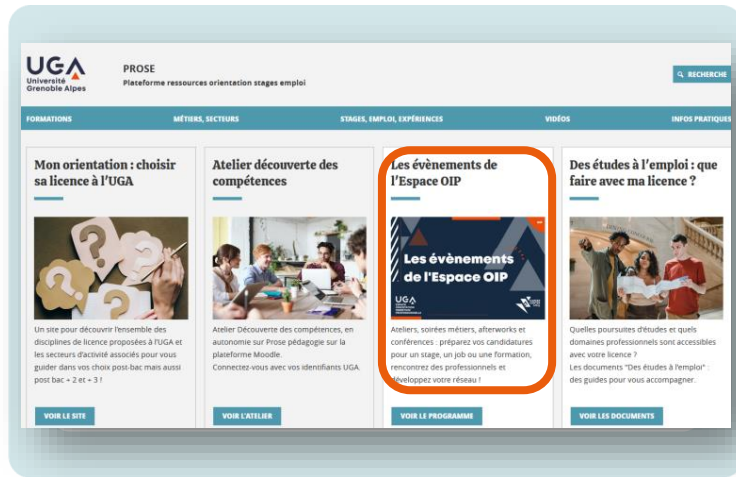 UGA
Université
Grenoble Alpes
PROSE
Plateforme ressources orientation stages emploi
RECHERCHE
FORMATIONS
MÉTIERS, SECTEURS
STAGES, EMPLOI, EXPÉRIENCES
VIDÉOS
INFOS PRATIQUES
Mon orientation : choisir
sa licence à l'UGA
Un site pour découvrir l'ensemble des
disciplines de licence proposées à l'UGA et
les secteurs d'activité associés pour vous
guider dans vos choix post-bac mais aussi
post bac + 2 et + 3 !
VOIR LE SITE
Atelier découverte des
compétences
Atelier Découverte des compétences, en
autonomie sur Prose pédagogie sur la
plateforme Moodle.
Connectez-vous avec vos identifiants UGA.
VOIR L'ATELIER
Les évènements de
l'Espace OIP
Les évènements
de l'Espace OIP
UGA
Ateliers, soirées métiers, afterworks et
conférences : préparez vos candidatures
pour un stage, un job ou une formation,
rencontrez des professionnels et
développez votre réseau !
VOIR LE PROGRAMME
Des études à l'emploi : que
faire avec ma licence ?
Quelles poursuites d'études et quels
domaines professionnels sont accessibles
avec votre licence ?
Les documents "Des études à l'emploi" :
des guides pour vous accompagner.
VOIR LES DOCUMENTS